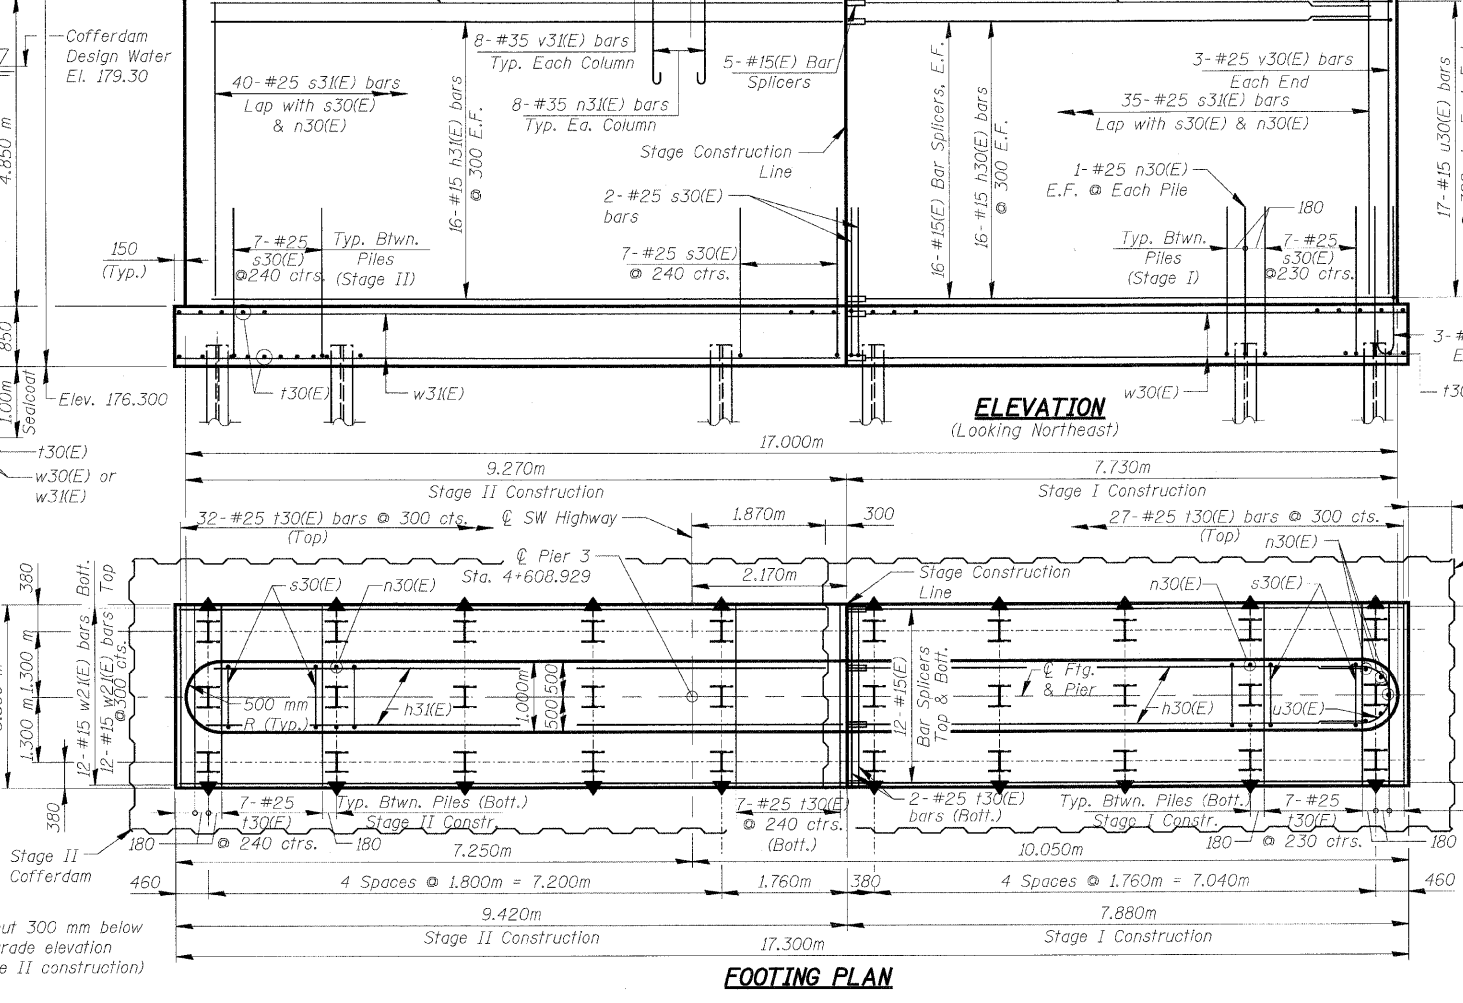 Cofferdam
Design Water
El. 179.30
40-#25 s31(E) bars
Lap with s30(E)
& n30(E)
8-#35 v31(E) bars
Typ. Each Column
8-#35 n31(E) bars
Typ. Ea. Column
5-#15(E) Bar
Splicers
Stage Construction
Line
2-#25 s30(E)
bars
3-#25 v30(E) bars
Each End
35-#25 s31(E) bars
Lap with s30(E) & n30(E)
1-#25 n30(E)
E.F. @ Each Pile
180
16-#15 h31(E) bars
@ 300 E.F.
16-#15(E) Bar Splicers, E.F.
16-#15 h30(E) bars
@ 300 E.F.
17-#15 u30(E) bars
4.850 m
150
(Typ.)
7-#25
s30(E)
@240 ctrs.
Typ. Btwn.
Piles
(Stage II)
7-#25 s30(E)
@ 240 ctrs.
Typ. Btwn.
Piles
(Stage I)
7-#25
s30(E)
@230 ctrs.
850
1.00m
Sealcoat
Elev. 176.300
t30(E)
w31(E)
w30(E)
3-#
t30
t30(E)
w30(E) or
w31(E)
ELEVATION
(Looking Northeast)
17.000m
9.270m
Stage II Construction
7.730m
Stage I Construction
32-#25 t30(E) bars @ 300 cts.
(Top)
℄ SW Highway
1.870m
300
27-#25 t30(E) bars @ 300 cts.
(Top)
n30(E)
℄ Pier 3
Sta. 4+608.929
2.170m
Stage Construction
Line
s30(E)
n30(E)
n30(E)
s30(E)
380
1.300 m
1.300 m
380
12-#15 w21(E) bars Bott.
12-#15 w21(E) bars Top
@300 cts.
500 mm
R (Typ.)
h31(E)
1.000m
500
500
12-#15(E)
Bar Splicers
Top & Bott.
℄ Ftg.
& Pier
h30(E)
u30(E)
7-#25
t30(E)
@ 240 ctrs.
180
180
Typ. Btwn. Piles (Bott.)
Stage II Constr.
7-#25 t30(E)
@ 240 ctrs.
(Bott.)
2-#25 t30(E)
bars (Bott.)
Typ. Btwn. Piles (Bott.)
Stage I Constr.
7-#25
t30(E)
@ 230 ctrs.
180
180
Stage II
Cofferdam
7.250m
10.050m
460
4 Spaces @ 1.800m = 7.200m
1.760m
380
4 Spaces @ 1.760m = 7.040m
460
9.420m
Stage II Construction
7.880m
Stage I Construction
17.300m
ut 300 mm below
rade elevation
e II construction)
FOOTING PLAN